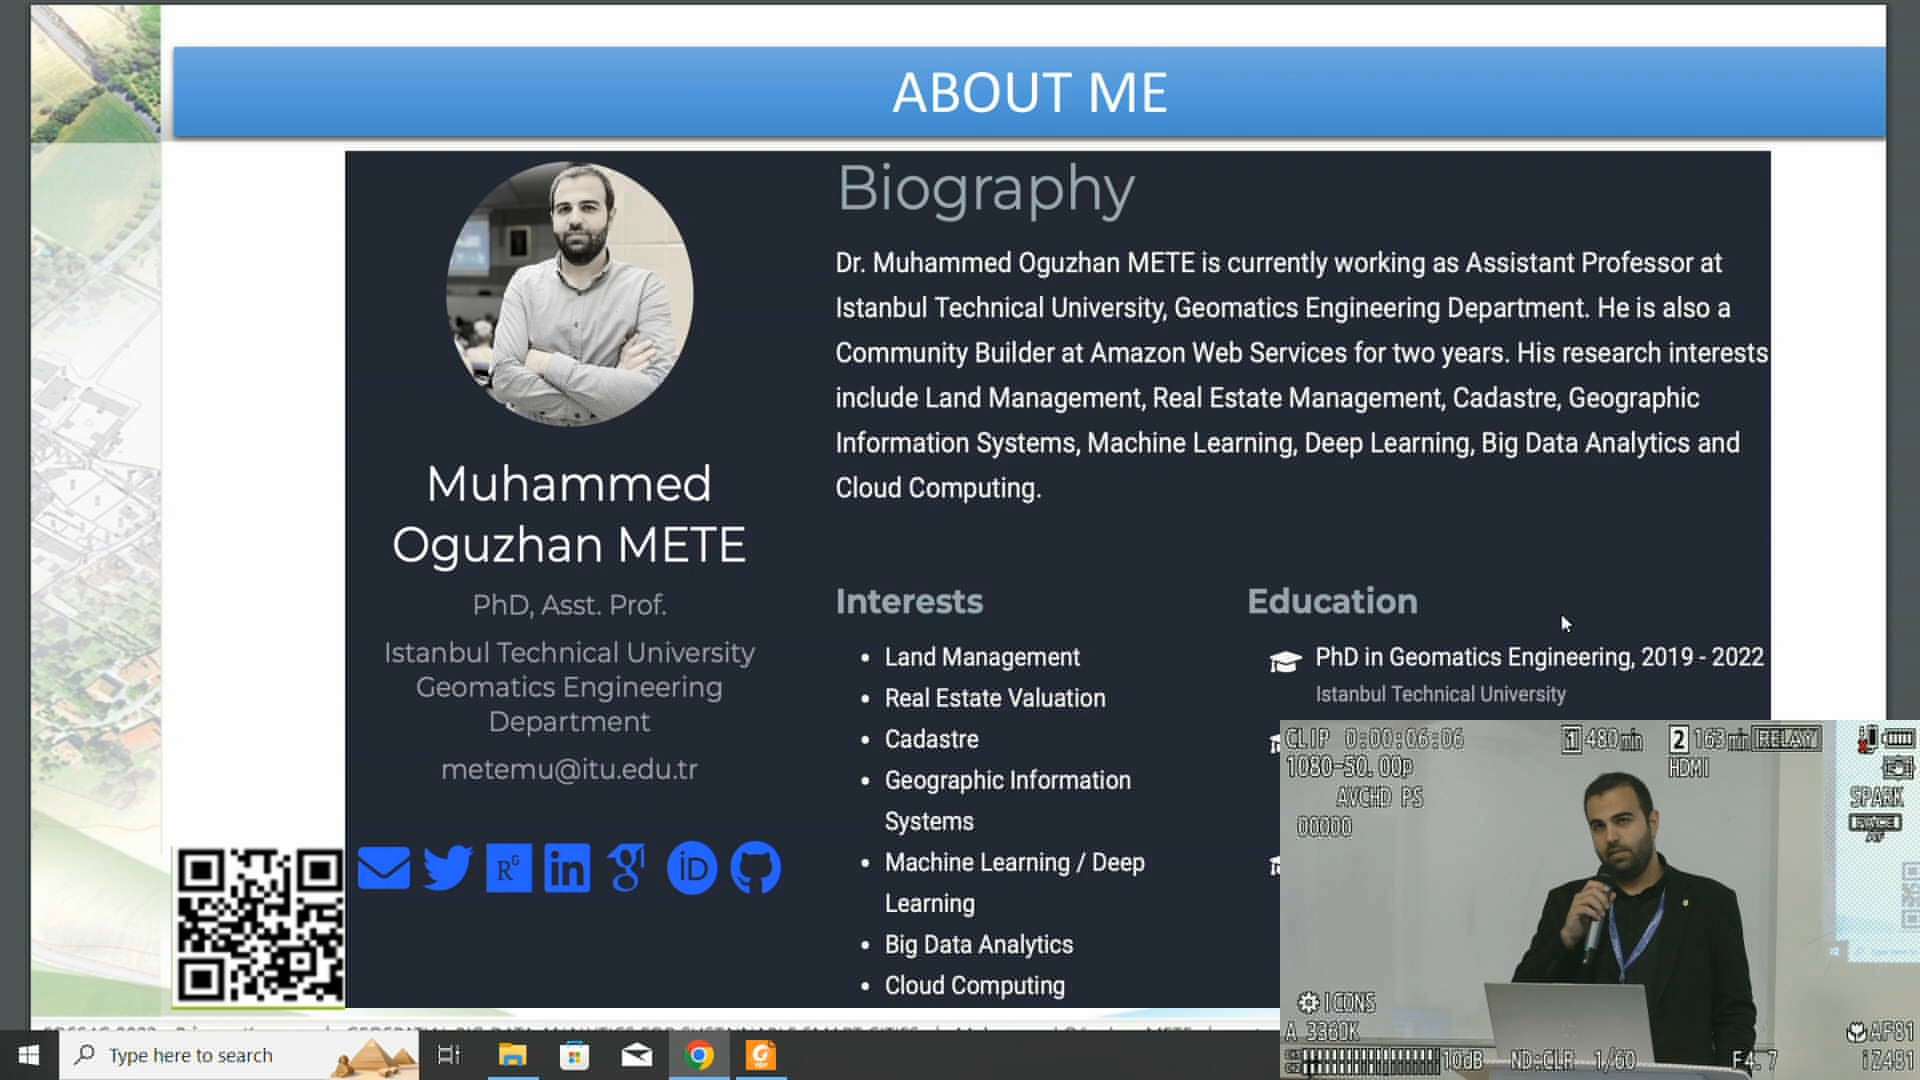 ABOUT ME
Biography
Dr. Muhammed Oguzhan METE is currently working as Assistant Professor at
Istanbul Technical University, Geomatics Engineering Department. He is also a
Community Builder at Amazon Web Services for two years. His research interests
include Land Management, Real Estate Management, Cadastre, Geographic
Information Systems, Machine Learning, Deep Learning, Big Data Analytics and
Cloud Computing.
Muhammed
Oguzhan METE
PhD, Asst. Prof.
Istanbul Technical University
Geomatics Engineering
Department
metemu@itu.edu.tr
Interests
Land Management
Real Estate Valuation
Cadastre
Geographic Information
Systems
Machine Learning / Deep
Learning
Big Data Analytics
Cloud Computing
Education
PhD in Geomatics Engineering, 2019 - 2022
Istanbul Technical University
CLIP 0:00:06:06
1 480min 2 163min RELAY
1080-50.00p
HDMI
AVCHD PS
SPARK
00000
FACE
AF
ICONS
A 3360K
AF81
10dB ND:CLR 1/60 F4.7 iZ481
Type here to search